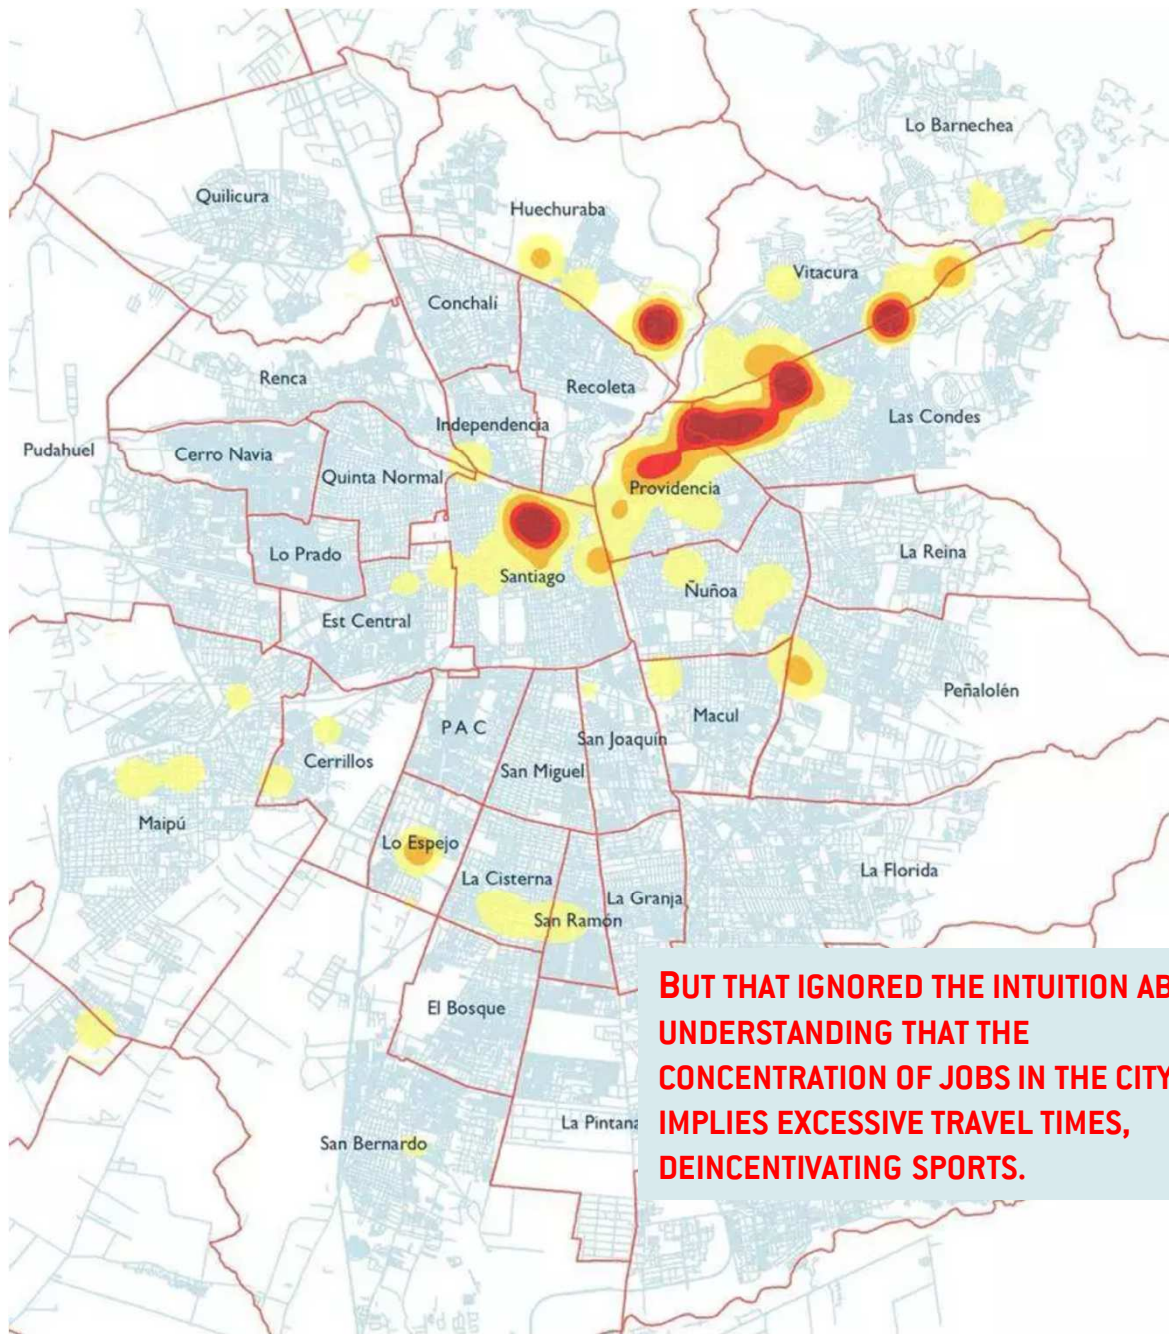 Lo Barnechea
Quilicura
Huechuraba
Vitacura
Conchalí
Renca
Recoleta
Independencia
Las Condes
Pudahuel
Cerro Navia
Quinta Normal
Providencia
Lo Prado
La Reina
Santiago
Ñuñoa
Est Central
Peñalolén
Macul
P A C
San Joaquín
Cerrillos
San Miguel
Maipú
Lo Espejo
La Florida
La Cisterna
La Granja
San Ramón
El Bosque
La Pintana
San Bernardo
BUT THAT IGNORED THE INTUITION AB
UNDERSTANDING THAT THE
CONCENTRATION OF JOBS IN THE CITY
IMPLIES EXCESSIVE TRAVEL TIMES,
DEINCENTIVATING SPORTS.